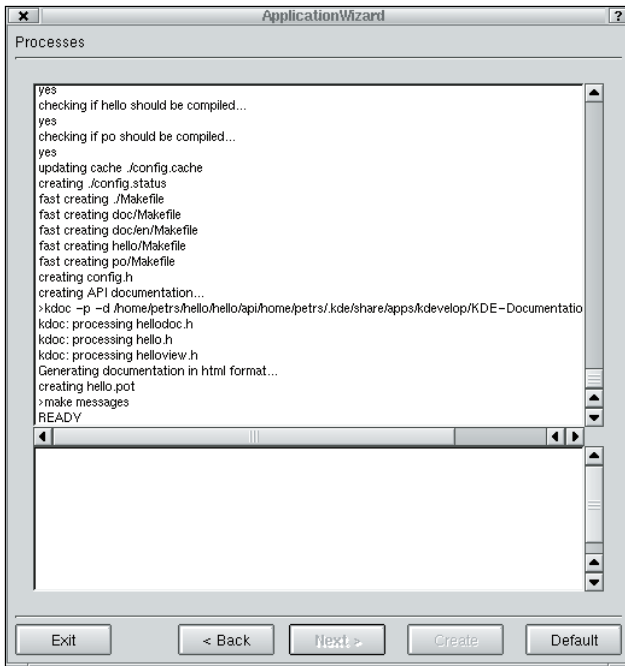 ApplicationWizard
?
Processes
yes
checking if hello should be compiled...
yes
checking if po should be compiled...
yes
updating cache ./config.cache
creating ./config.status
fast creating ./Makefile
fast creating doc/Makefile
fast creating doc/en/Makefile
fast creating hello/Makefile
fast creating po/Makefile
creating config.h
creating API documentation...
>kdoc -p -d /home/petrs/hello/hello/api/home/petrs/.kde/share/apps/kdevelop/KDE-Documentatio
kdoc: processing hellodoc.h
kdoc: processing hello.h
kdoc: processing helloview.h
Generating documentation in html format...
creating hello.pot
>make messages
READY
Exit
< Back
Next >
Create
Default